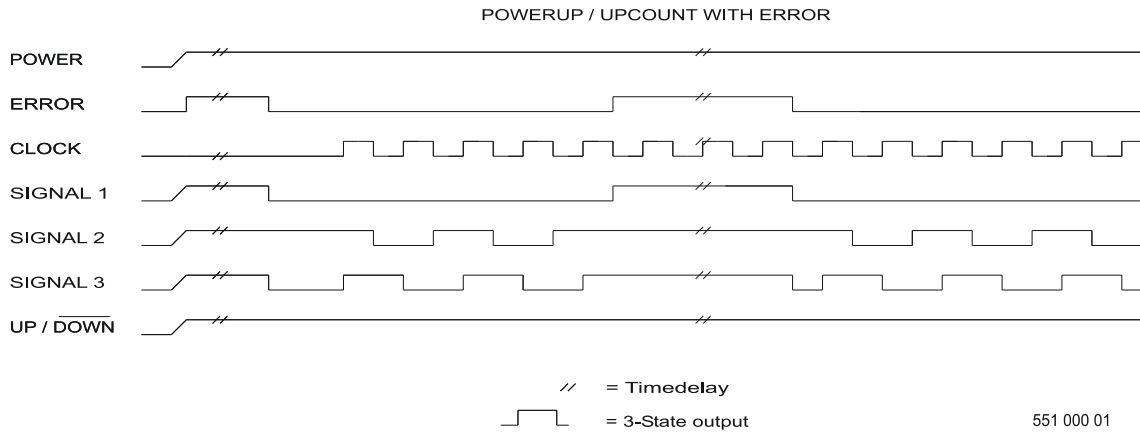 POWERUP / UPCOUNT WITH ERROR
POWER
ERROR
CLOCK
SIGNAL 1
SIGNAL 2
SIGNAL 3
UP / DOWN
// = Timedelay
= 3-State output
551 000 01